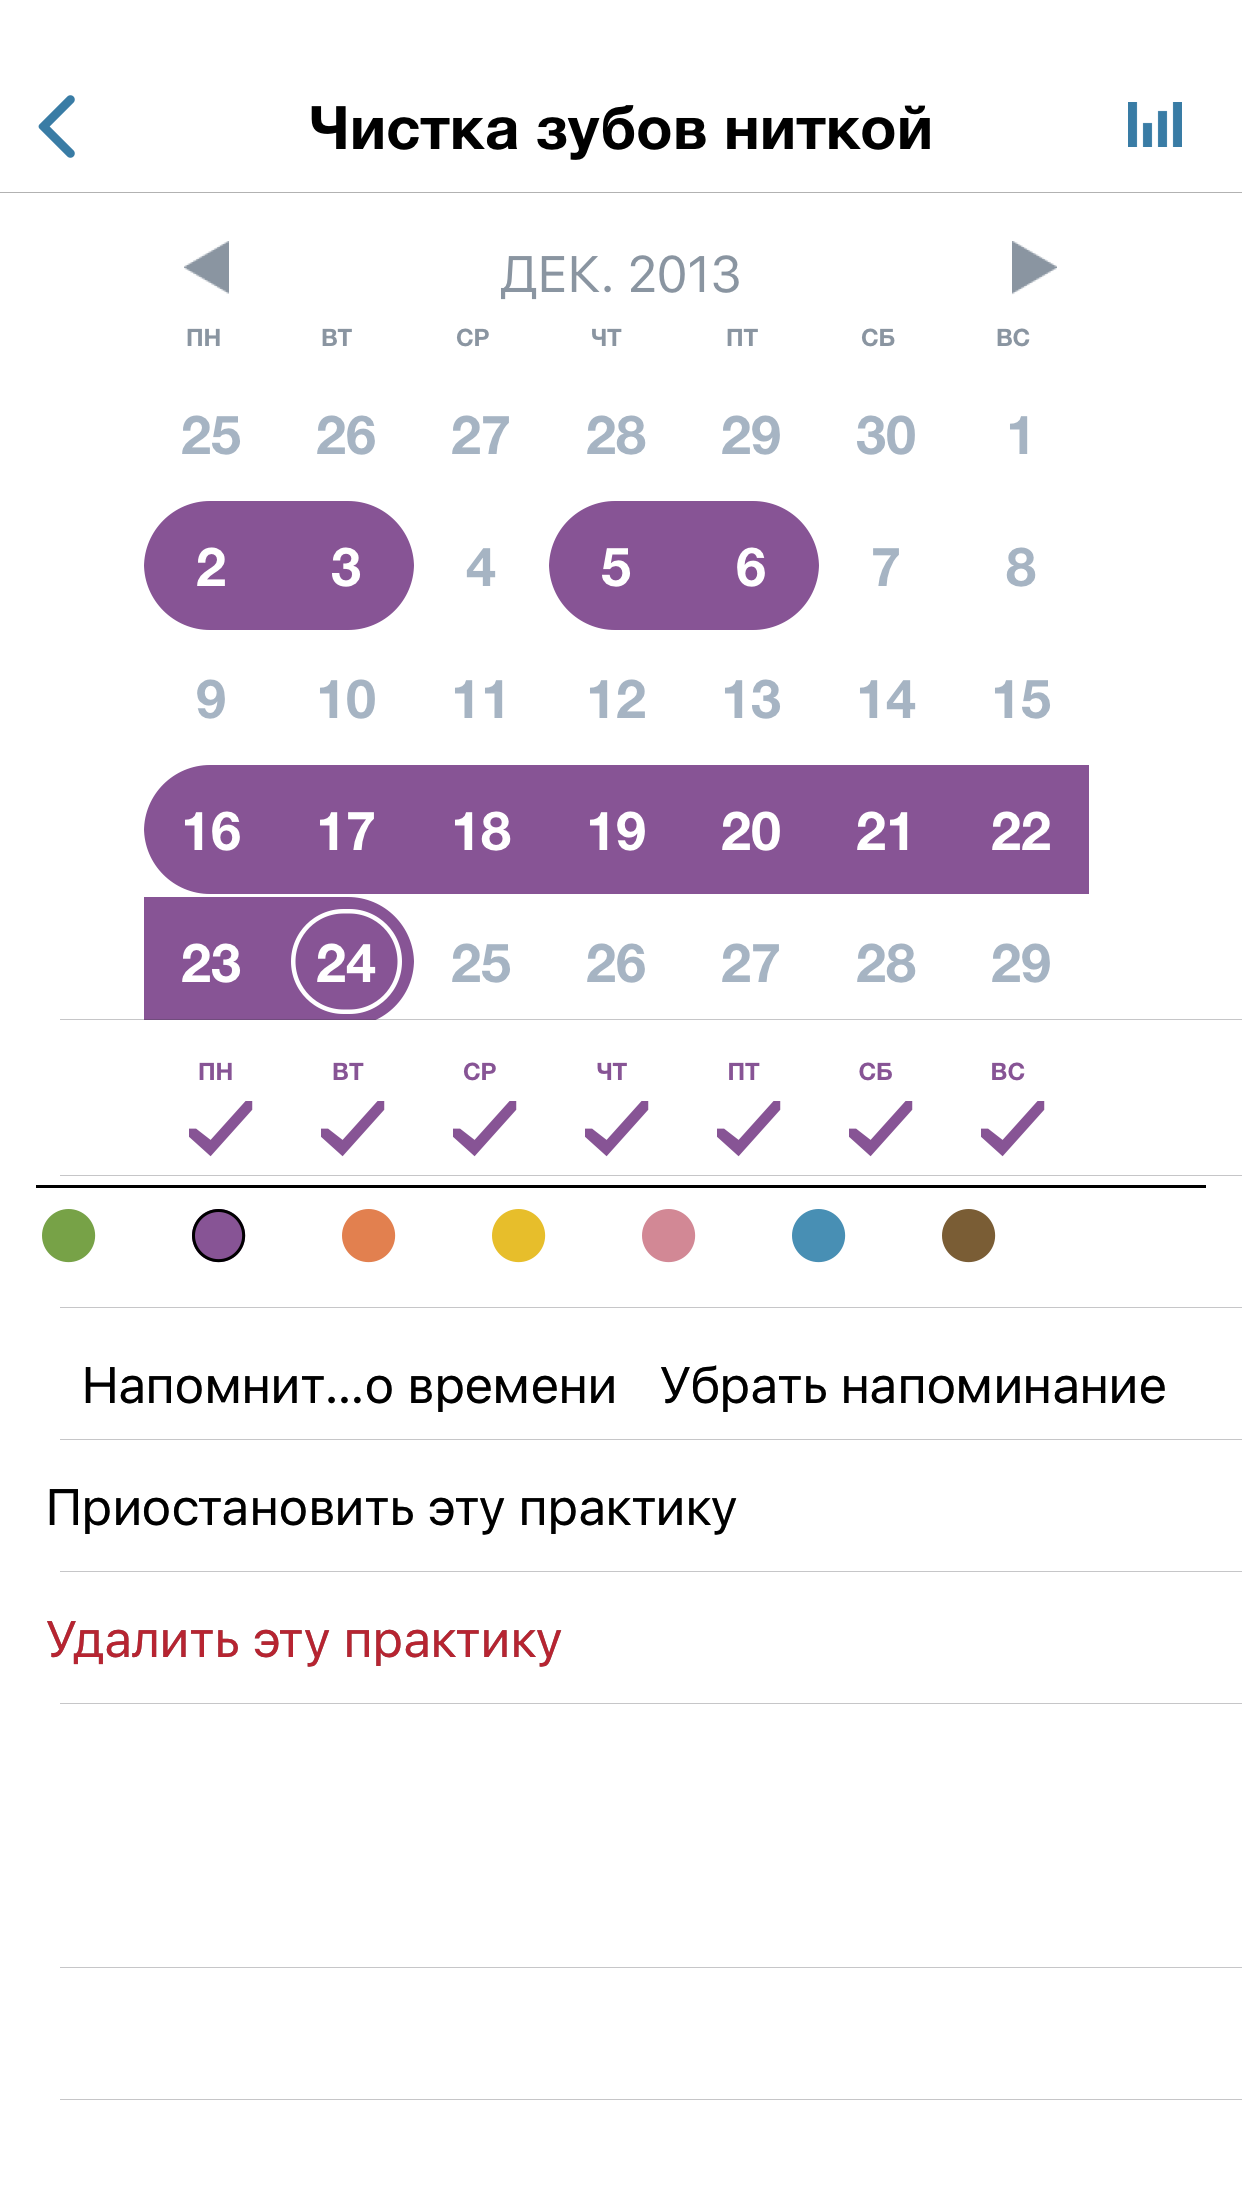 Чистка зубов ниткой
ДЕК. 2013
ПН ВТ СР ЧТ ПТ СБ ВС
25 26 27 28 29 30 1
2 3 4 5 6 7 8
9 10 11 12 13 14 15
16 17 18 19 20 21 22
23 24 25 26 27 28 29
ПН ВТ СР ЧТ ПТ СБ ВС
Напомнит...о времени Убрать напоминание
Приостановить эту практику
Удалить эту практику